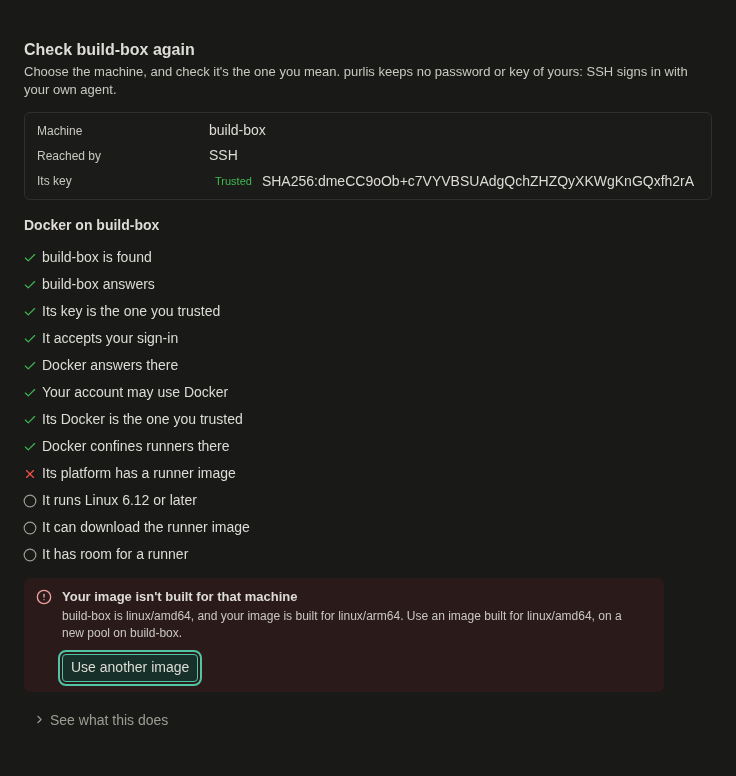 Check build-box again
Choose the machine, and check it's the one you mean. purlis keeps no password or key of yours: SSH signs in with
your own agent.
Machine build-box
Reached by SSH
Its key Trusted SHA256:dmeCC9oOb+c7VYVBSUAdgQchZHZQyXKWgKnGQxfh2rA
Docker on build-box
build-box is found
build-box answers
Its key is the one you trusted
It accepts your sign-in
Docker answers there
Your account may use Docker
Its Docker is the one you trusted
Docker confines runners there
Its platform has a runner image
It runs Linux 6.12 or later
It can download the runner image
It has room for a runner
Your image isn't built for that machine
build-box is linux/amd64, and your image is built for linux/arm64. Use an image built for linux/amd64, on a
new pool on build-box.
Use another image
See what this does